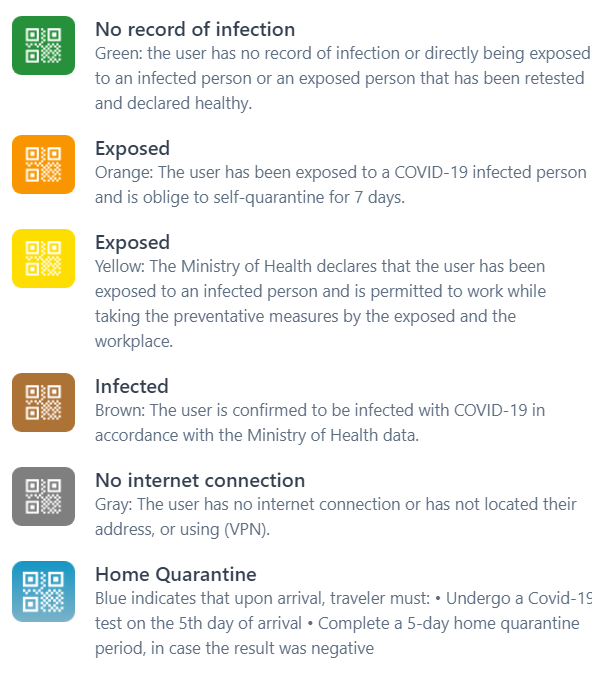 No record of infection
Green: the user has no record of infection or directly being exposed
to an infected person or an exposed person that has been retested
and declared healthy.
Exposed
Orange: The user has been exposed to a COVID-19 infected person
and is oblige to self-quarantine for 7 days.
Exposed
Yellow: The Ministry of Health declares that the user has been
exposed to an infected person and is permitted to work while
taking the preventative measures by the exposed and the
workplace.
Infected
Brown: The user is confirmed to be infected with COVID-19 in
accordance with the Ministry of Health data.
No internet connection
Gray: The user has no internet connection or has not located their
address, or using (VPN).
Home Quarantine
Blue indicates that upon arrival, traveler must: • Undergo a Covid-19
test on the 5th day of arrival • Complete a 5-day home quarantine
period, in case the result was negative